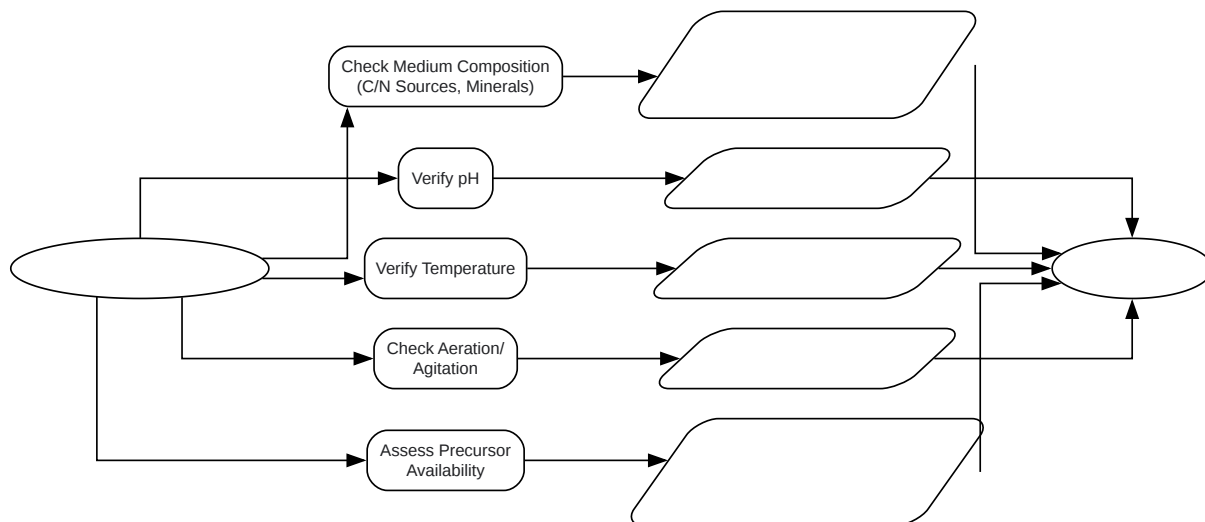 Check Medium Composition
(C/N Sources, Minerals)
Verify pH
Verify Temperature
Check Aeration/
Agitation
Assess Precursor
Availability